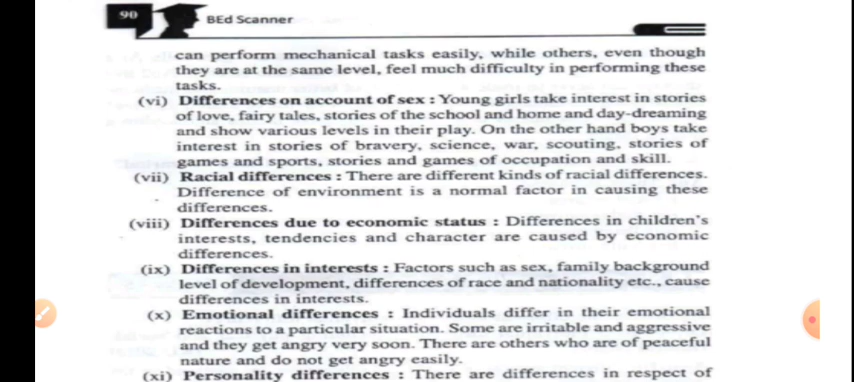 90
BEd Scanner
can perform mechanical tasks easily, while others, even though
they are at the same level, feel much difficulty in performing these
tasks.
(vi) Differences on account of sex : Young girls take interest in stories
of love, fairy tales, stories of the school and home and day-dreaming
and show various levels in their play. On the other hand boys take
interest in stories of bravery, science, war, scouting, stories of
games and sports, stories and games of occupation and skill.
(vii) Racial differences : There are different kinds of racial differences.
Difference of environment is a normal factor in causing these
differences.
(viii) Differences due to economic status : Differences in children's
interests, tendencies and character are caused by economic
differences.
(ix) Differences in interests : Factors such as sex, family background
level of development, differences of race and nationality etc., cause
differences in interests.
(x) Emotional differences : Individuals differ in their emotional
reactions to a particular situation. Some are irritable and aggressive
and they get angry very soon. There are others who are of peaceful
nature and do not get angry easily.
(xi) Personality differences : There are differences in respect of